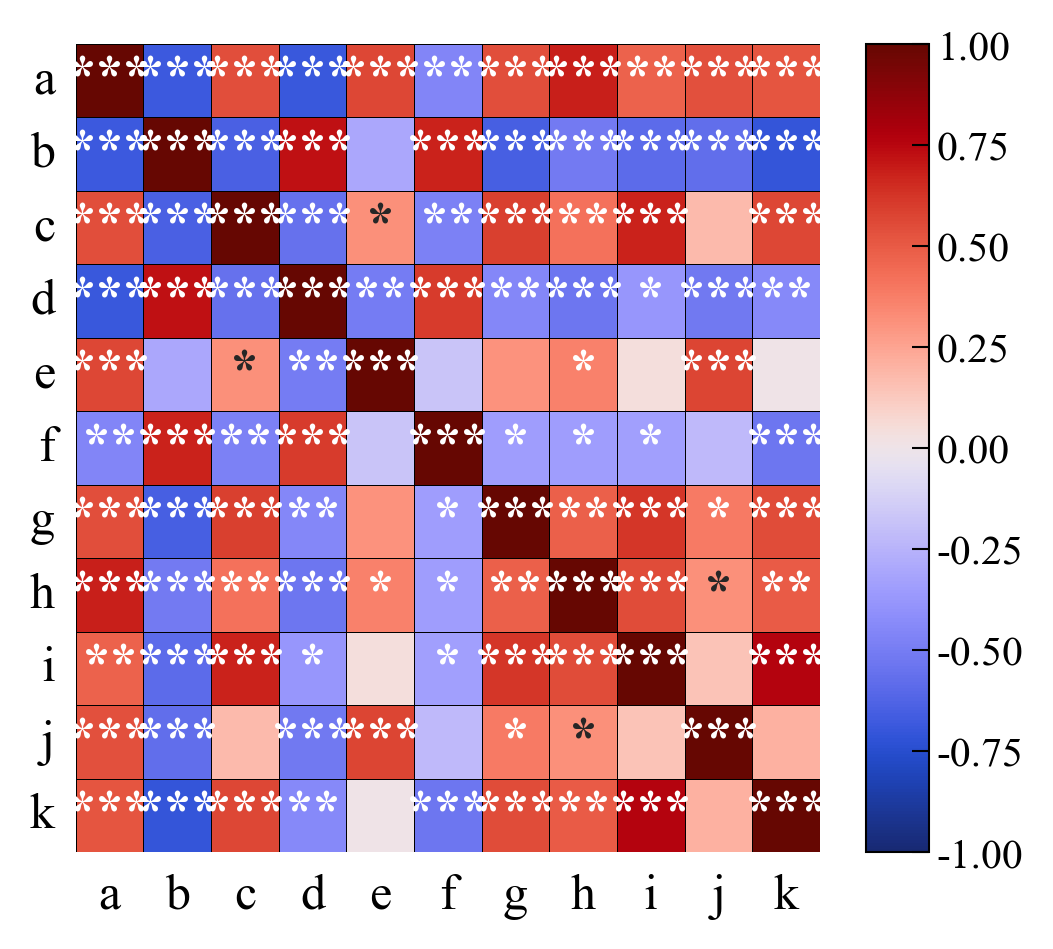 a *** *** *** *** *** ** *** *** ** *** ***
b *** *** *** *** *** *** *** *** *** ***
c *** *** *** *** * ** *** ** *** ***
d *** *** *** *** ** *** ** *** * *** **
e *** * ** *** * ***
f ** *** ** *** *** * * * ***
g *** *** *** ** * *** ** *** * ***
h *** *** ** *** * * ** *** *** * **
i ** *** *** * * *** *** *** ***
j *** *** *** *** * * ***
k *** *** *** ** *** *** ** *** ***
a b c d e f g h i j k
1.00
0.75
0.50
0.25
0.00
-0.25
-0.50
-0.75
-1.00